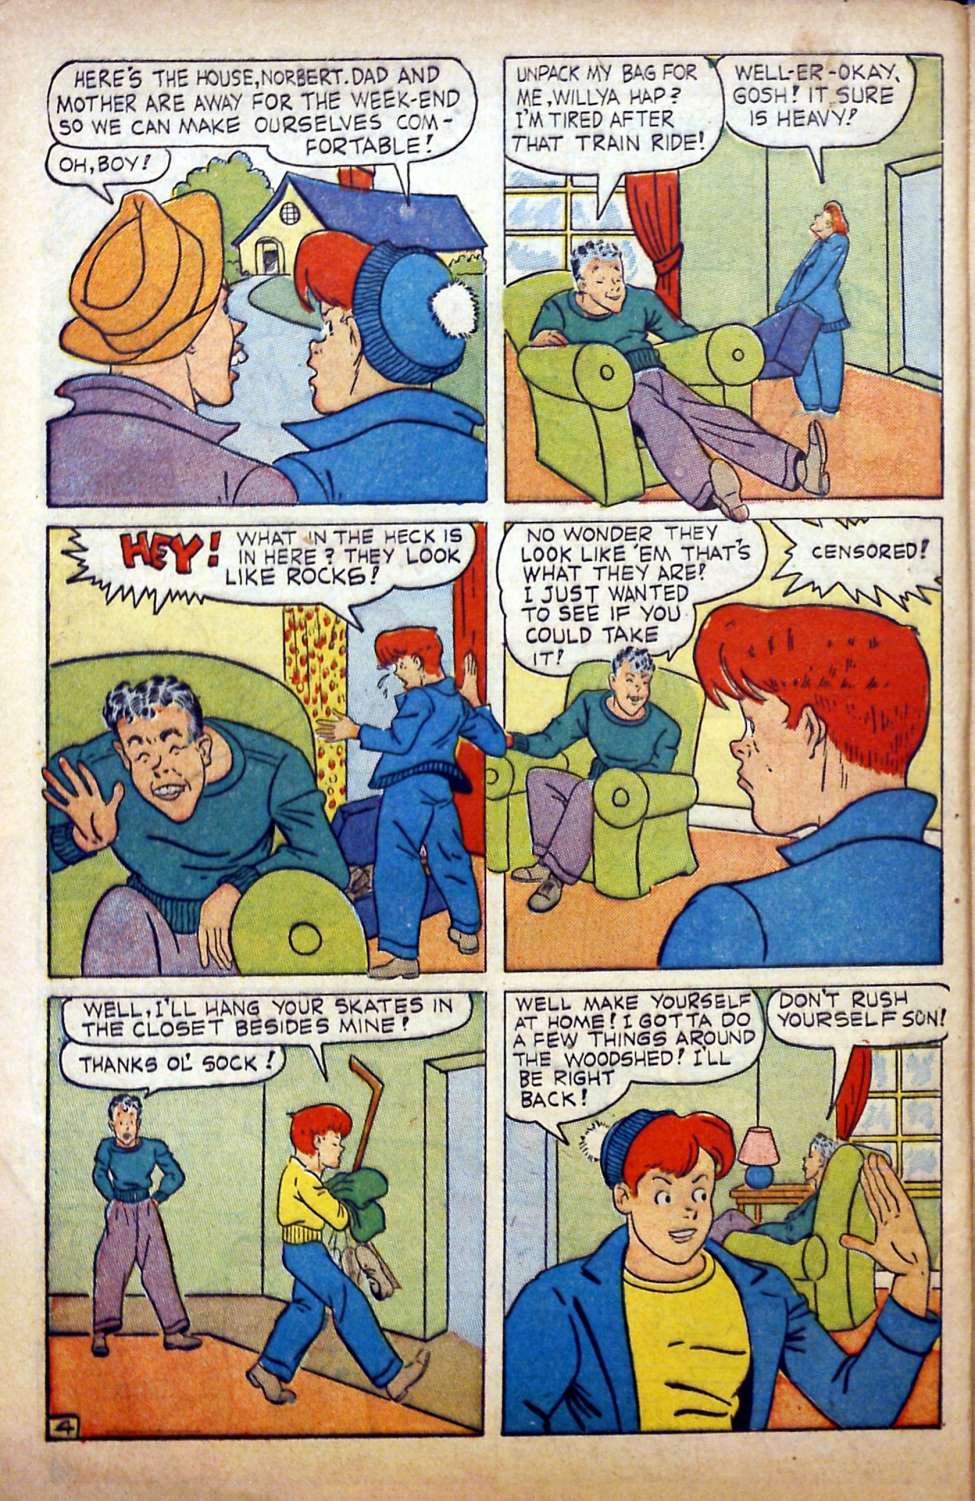 HERE'S THE HOUSE, NORBERT. DAD AND
MOTHER ARE AWAY FOR THE WEEK-END
SO WE CAN MAKE OURSELVES COM-
FORTABLE!
OH, BOY!
UNPACK MY BAG FOR
ME, WILLYA HAP?
I'M TIRED AFTER
THAT TRAIN RIDE!
WELL-ER-OKAY,
GOSH! IT SURE
IS HEAVY!
HEY!
WHAT IN THE HECK IS
IN HERE? THEY LOOK
LIKE ROCKS!
NO WONDER THEY
LOOK LIKE 'EM THAT'S
WHAT THEY ARE!
I JUST WANTED
TO SEE IF YOU
COULD TAKE
IT!
CENSORED!
WELL, I'LL HANG YOUR SKATES IN
THE CLOSET BESIDES MINE!
THANKS OL' SOCK!
WELL MAKE YOURSELF
AT HOME! I GOTTA DO
A FEW THINGS AROUND
THE WOODSHED! I'LL
BE RIGHT
BACK!
DON'T RUSH
YOURSELF SON!
4